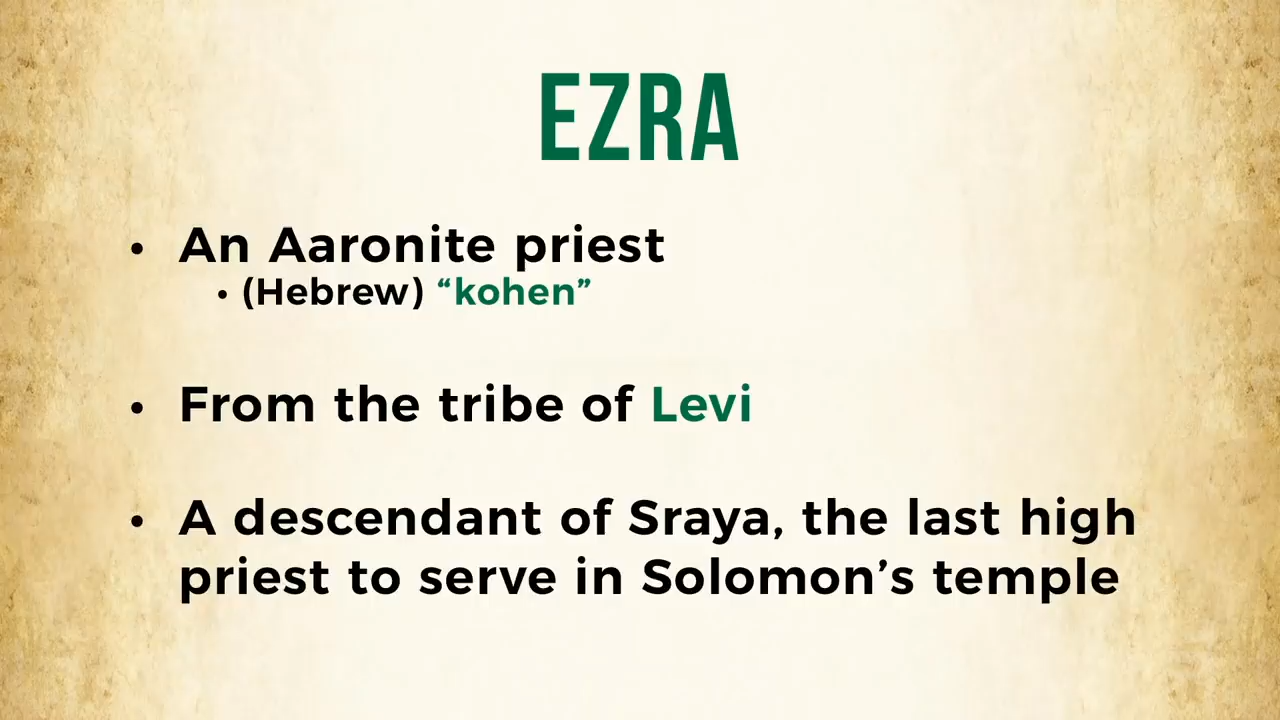 EZRA
• An Aaronite priest
• (Hebrew) “kohen”
• From the tribe of Levi
• A descendant of Sraya, the last high
priest to serve in Solomon’s temple